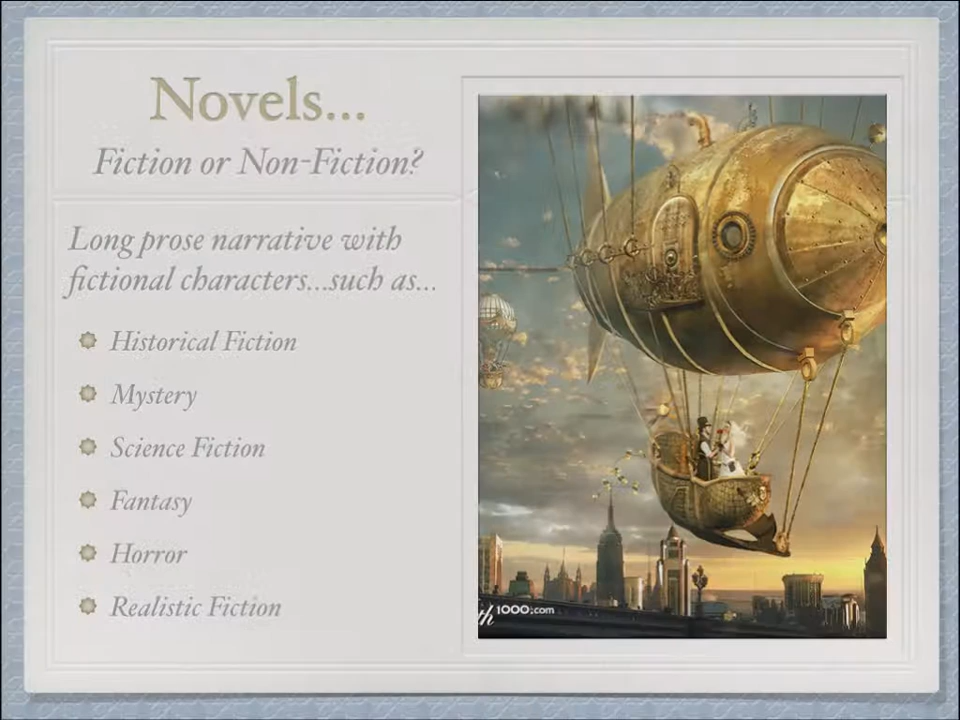 Novels...
Fiction or Non-Fiction?
Long prose narrative with
fictional characters...such as...
Historical Fiction
Mystery
Science Fiction
Fantasy
Horror
Realistic Fiction
th 1000;com